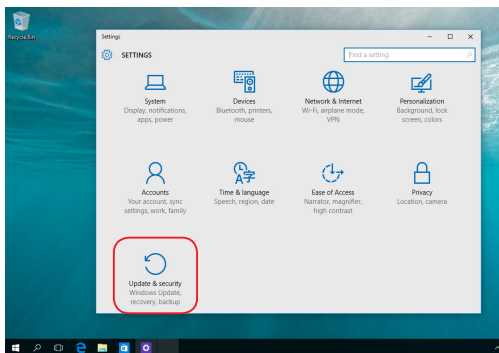 Recycle Bin
Settings
SETTINGS
Find a setting
System
Display, notifications,
apps, power
Devices
Bluetooth, printers,
mouse
Network & Internet
Wi-Fi, airplane mode,
VPN
Personalization
Background, lock
screen, colors
Accounts
Your account, sync
settings, work, family
Time & language
Speech, region, date
Ease of Access
Narrator, magnifier,
high contrast
Privacy
Location, camera
Update & security
Windows Update,
recovery, backup